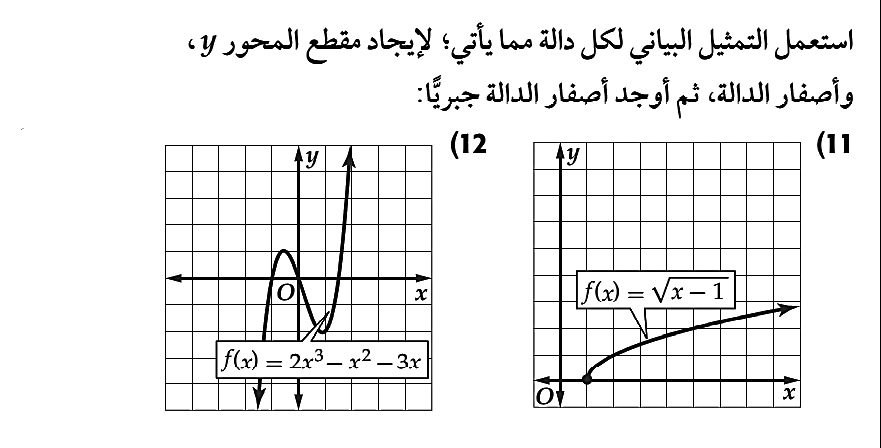 استعمل التمثيل البياني لكل دالة مما يأتي؛ لإيجاد مقطع المحور y،
وأصفار الدالة، ثم أوجد أصفار الدالة جبريًّا:
(11
y
f(x) = √(x − 1)
O
x
(12
y
O
x
f(x) = 2x³ − x² − 3x